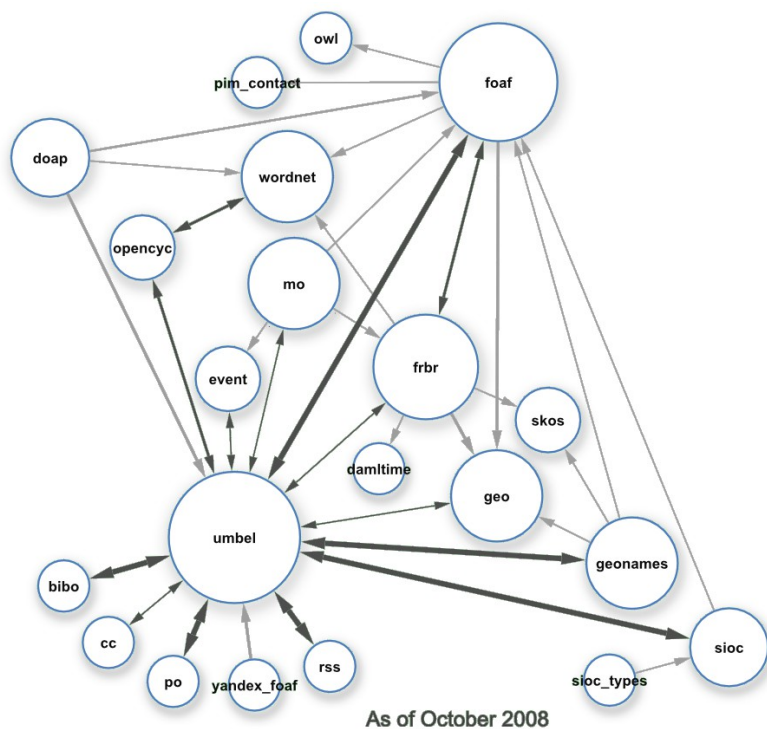 owl
pim_contact
foaf
doap
wordnet
opencyc
mo
frbr
event
skos
damltime
geo
umbel
geonames
bibo
cc
sioc
rss
po
yandex_foaf
sioc_types
As of October 2008